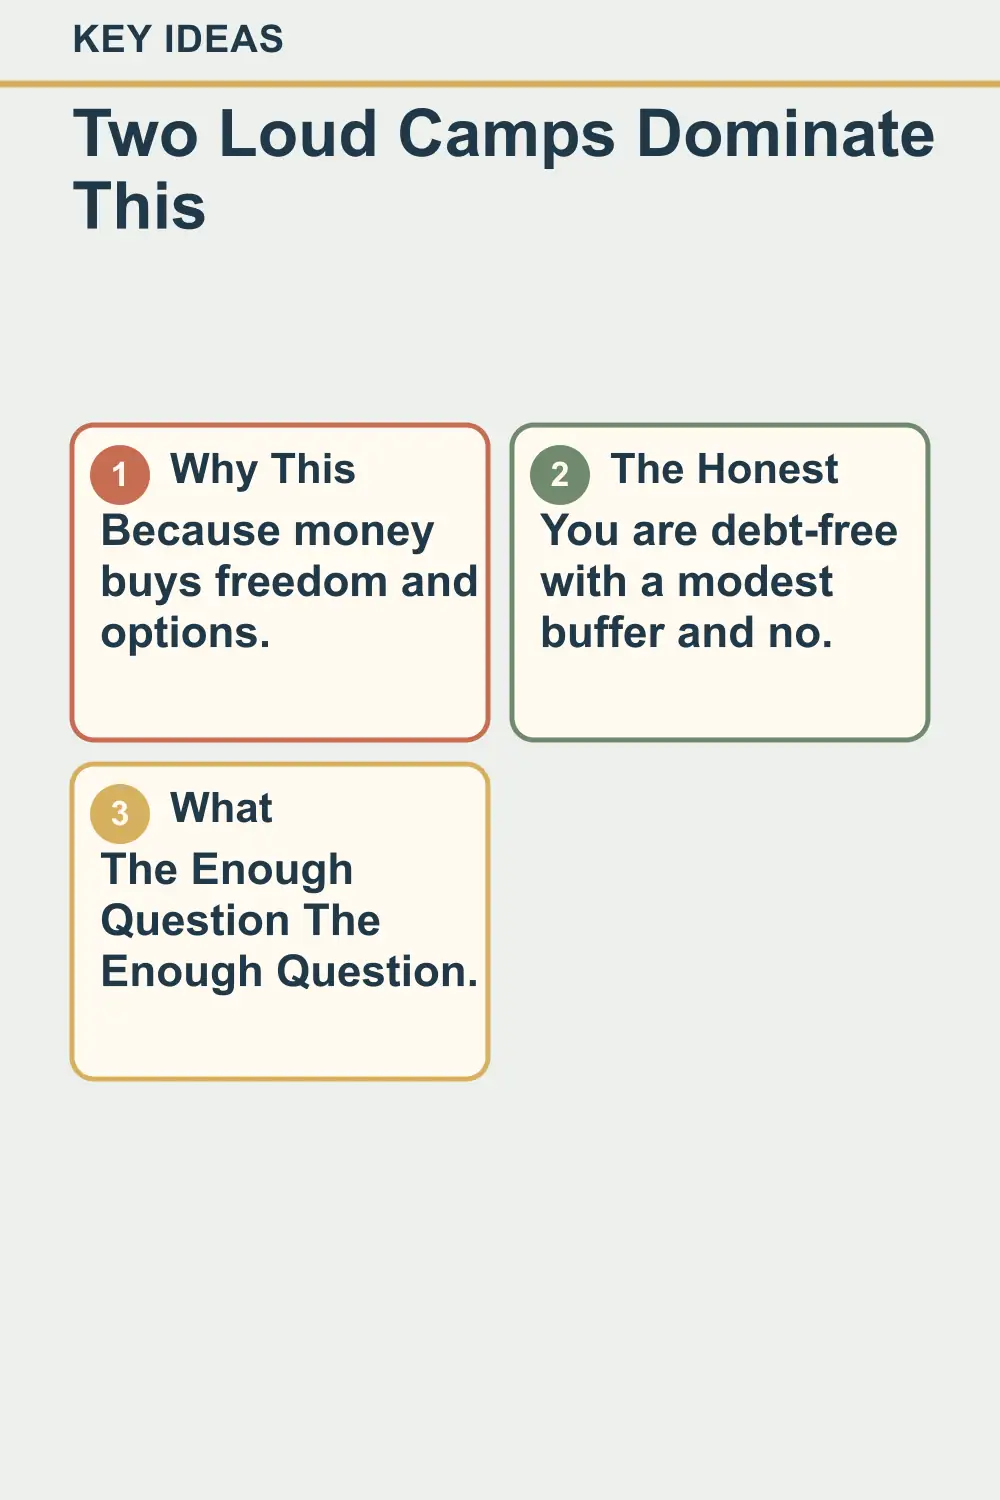 KEY IDEAS
Two Loud Camps Dominate
This
1 Why This
Because money
buys freedom and
options.
2 The Honest
You are debt-free
with a modest
buffer and no.
3 What
The Enough
Question The
Enough Question.